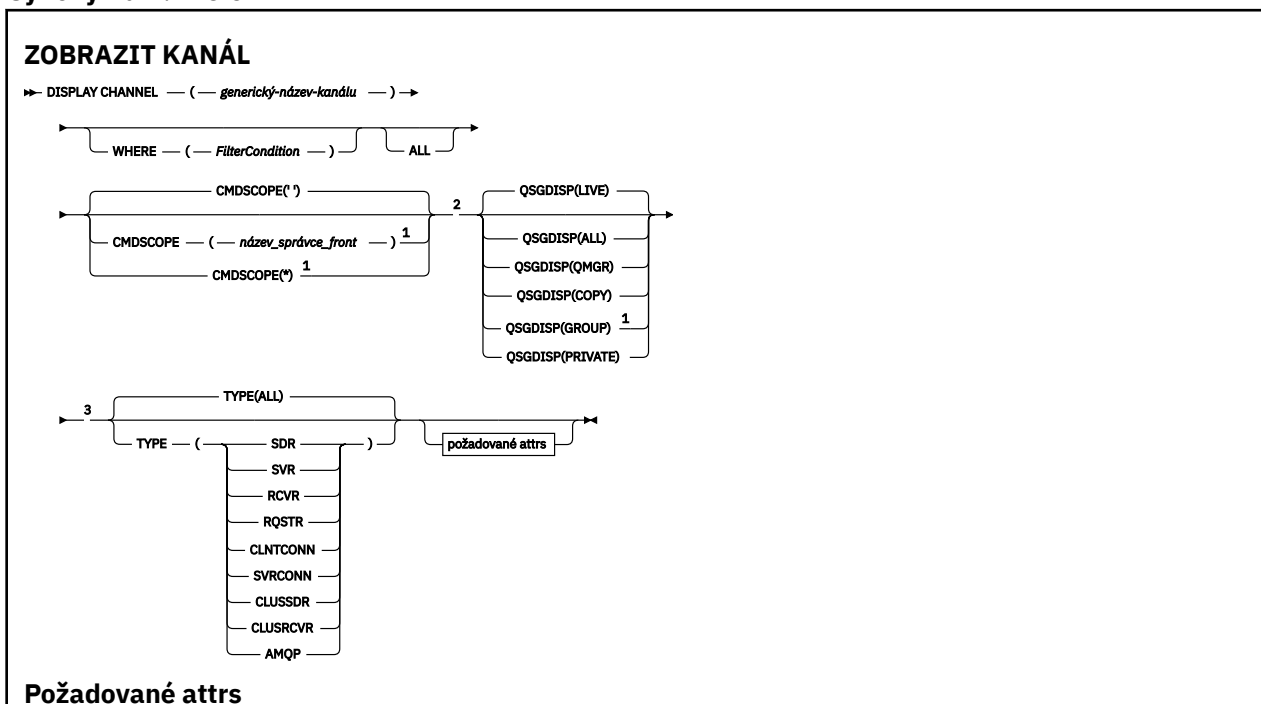 ZOBRAZIT KANÁL
DISPLAY CHANNEL ( generický-název-kanálu )
WHERE ( FilterCondition ) ALL
CMDSCOPE(' ')
CMDSCOPE ( název_správce_front ) 1
CMDSCOPE(*) 1
2
QSGDISP(LIVE)
QSGDISP(ALL)
QSGDISP(QMGR)
QSGDISP(COPY)
QSGDISP(GROUP) 1
QSGDISP(PRIVATE)
3
TYPE(ALL)
TYPE ( SDR )
SVR
RCVR
RQSTR
CLNTCONN
SVRCONN
CLUSSDR
CLUSRCVR
AMQP
požadované attrs
Požadované attrs